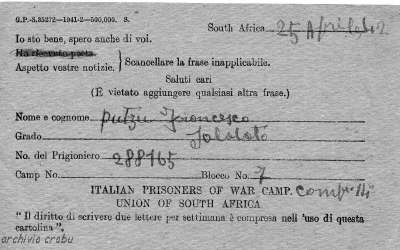 G.P.-S.35272—1941-2—500,000. S.
South Africa 25 Aprile 42
Io sto bene, spero anche di voi.
Ha ricevuto posta.
Aspetto vostre notizie.
Scancellare la frase inapplicabile.
Saluti cari
(È vietato aggiungere qualsiasi altra frase.)
Nome e cognome Putzu Francesco
Grado Soldato
No. del Prigioniero 288165
Camp No. Blocco No. 7
ITALIAN PRISONERS OF WAR CAMP.
UNION OF SOUTH AFRICA
" Il diritto di scrivere due lettere per settimana è compresa nell 'uso di questa
cartolina ".
archivio crabu